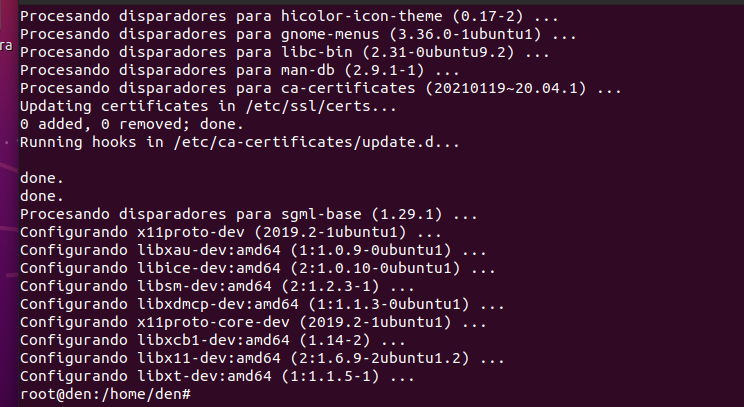 Procesando disparadores para hicolor-icon-theme (0.17-2) ...
Procesando disparadores para gnome-menus (3.36.0-1ubuntu1) ...
Procesando disparadores para libc-bin (2.31-0ubuntu9.2) ...
Procesando disparadores para man-db (2.9.1-1) ...
Procesando disparadores para ca-certificates (20210119~20.04.1) ...
Updating certificates in /etc/ssl/certs...
0 added, 0 removed; done.
Running hooks in /etc/ca-certificates/update.d...
done.
done.
Procesando disparadores para sgml-base (1.29.1) ...
Configurando x11proto-dev (2019.2-1ubuntu1) ...
Configurando libxau-dev:amd64 (1:1.0.9-0ubuntu1) ...
Configurando libice-dev:amd64 (2:1.0.10-0ubuntu1) ...
Configurando libsm-dev:amd64 (2:1.2.3-1) ...
Configurando libxdmcp-dev:amd64 (1:1.1.3-0ubuntu1) ...
Configurando x11proto-core-dev (2019.2-1ubuntu1) ...
Configurando libxcb1-dev:amd64 (1.14-2) ...
Configurando libx11-dev:amd64 (2:1.6.9-2ubuntu1.2) ...
Configurando libxt-dev:amd64 (1:1.1.5-1) ...
root@den:/home/den#